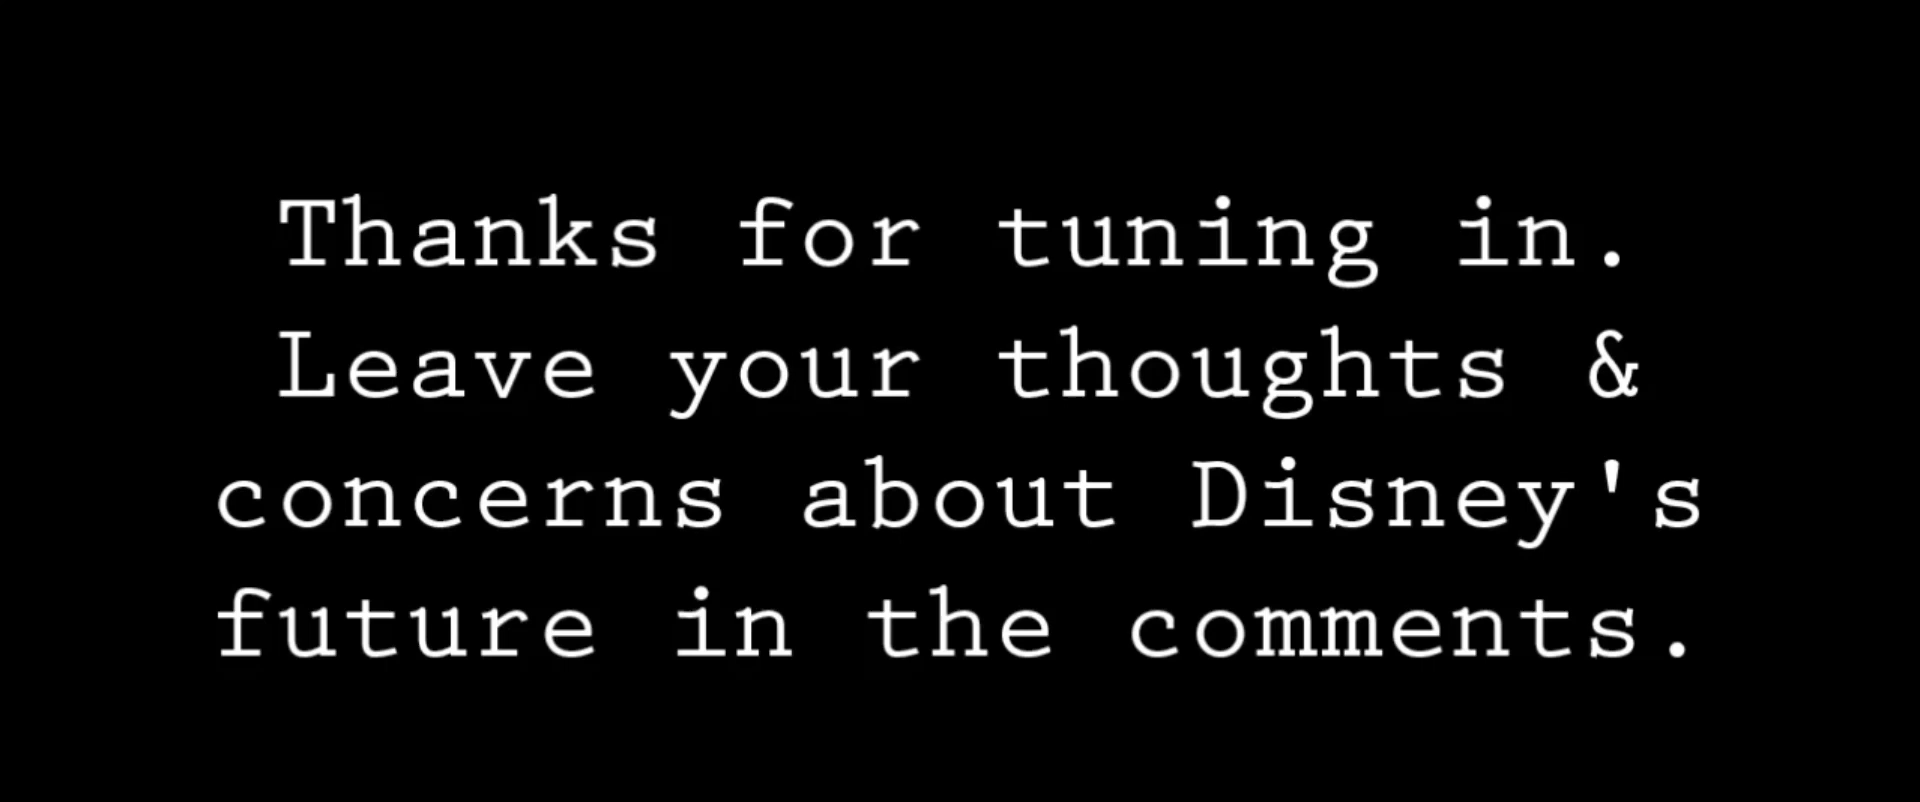 Thanks for tuning in.
Leave your thoughts &
concerns about Disney's
future in the comments.